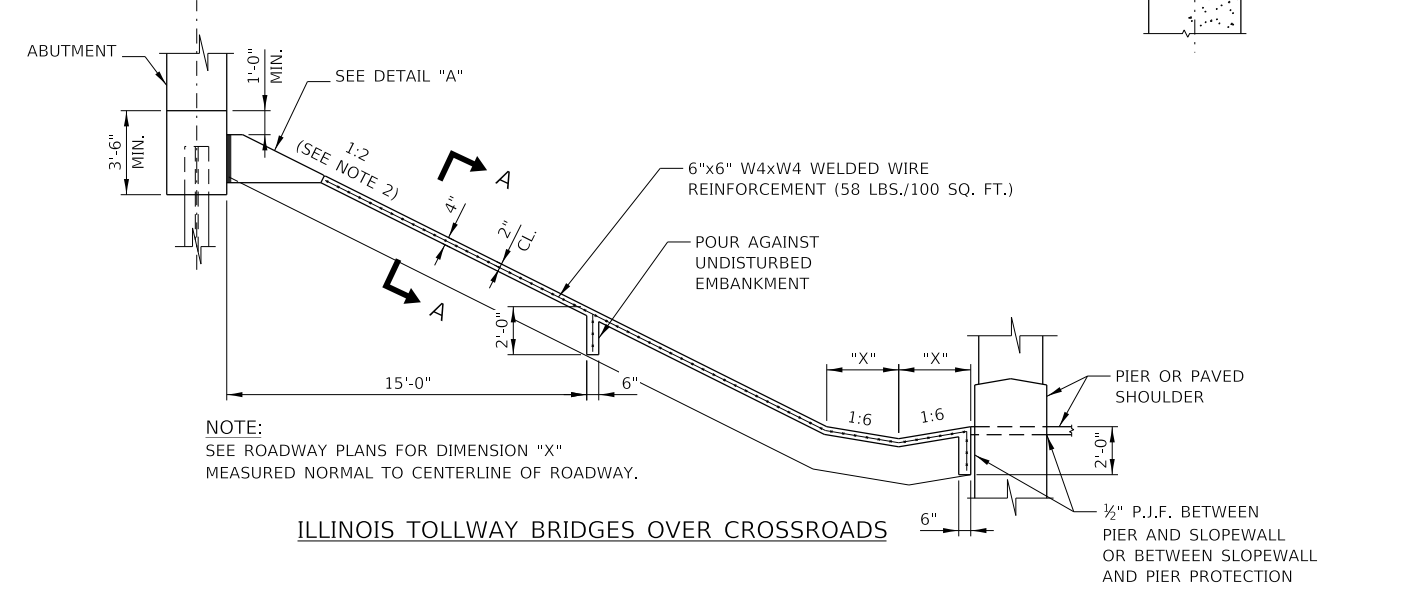 ABUTMENT
1'-0"
MIN.
SEE DETAIL "A"
3'-6"
MIN.
1:2
(SEE NOTE 2)
A
6"x6" W4xW4 WELDED WIRE
REINFORCEMENT (58 LBS./100 SQ. FT.)
4"
2"
CL.
POUR AGAINST
UNDISTURBED
EMBANKMENT
A
2'-0"
15'-0"
6"
"X"
"X"
1:6
1:6
PIER OR PAVED
SHOULDER
2'-0"
NOTE:
SEE ROADWAY PLANS FOR DIMENSION "X"
MEASURED NORMAL TO CENTERLINE OF ROADWAY.
6"
½" P.J.F. BETWEEN
PIER AND SLOPEWALL
OR BETWEEN SLOPEWALL
AND PIER PROTECTION
ILLINOIS TOLLWAY BRIDGES OVER CROSSROADS